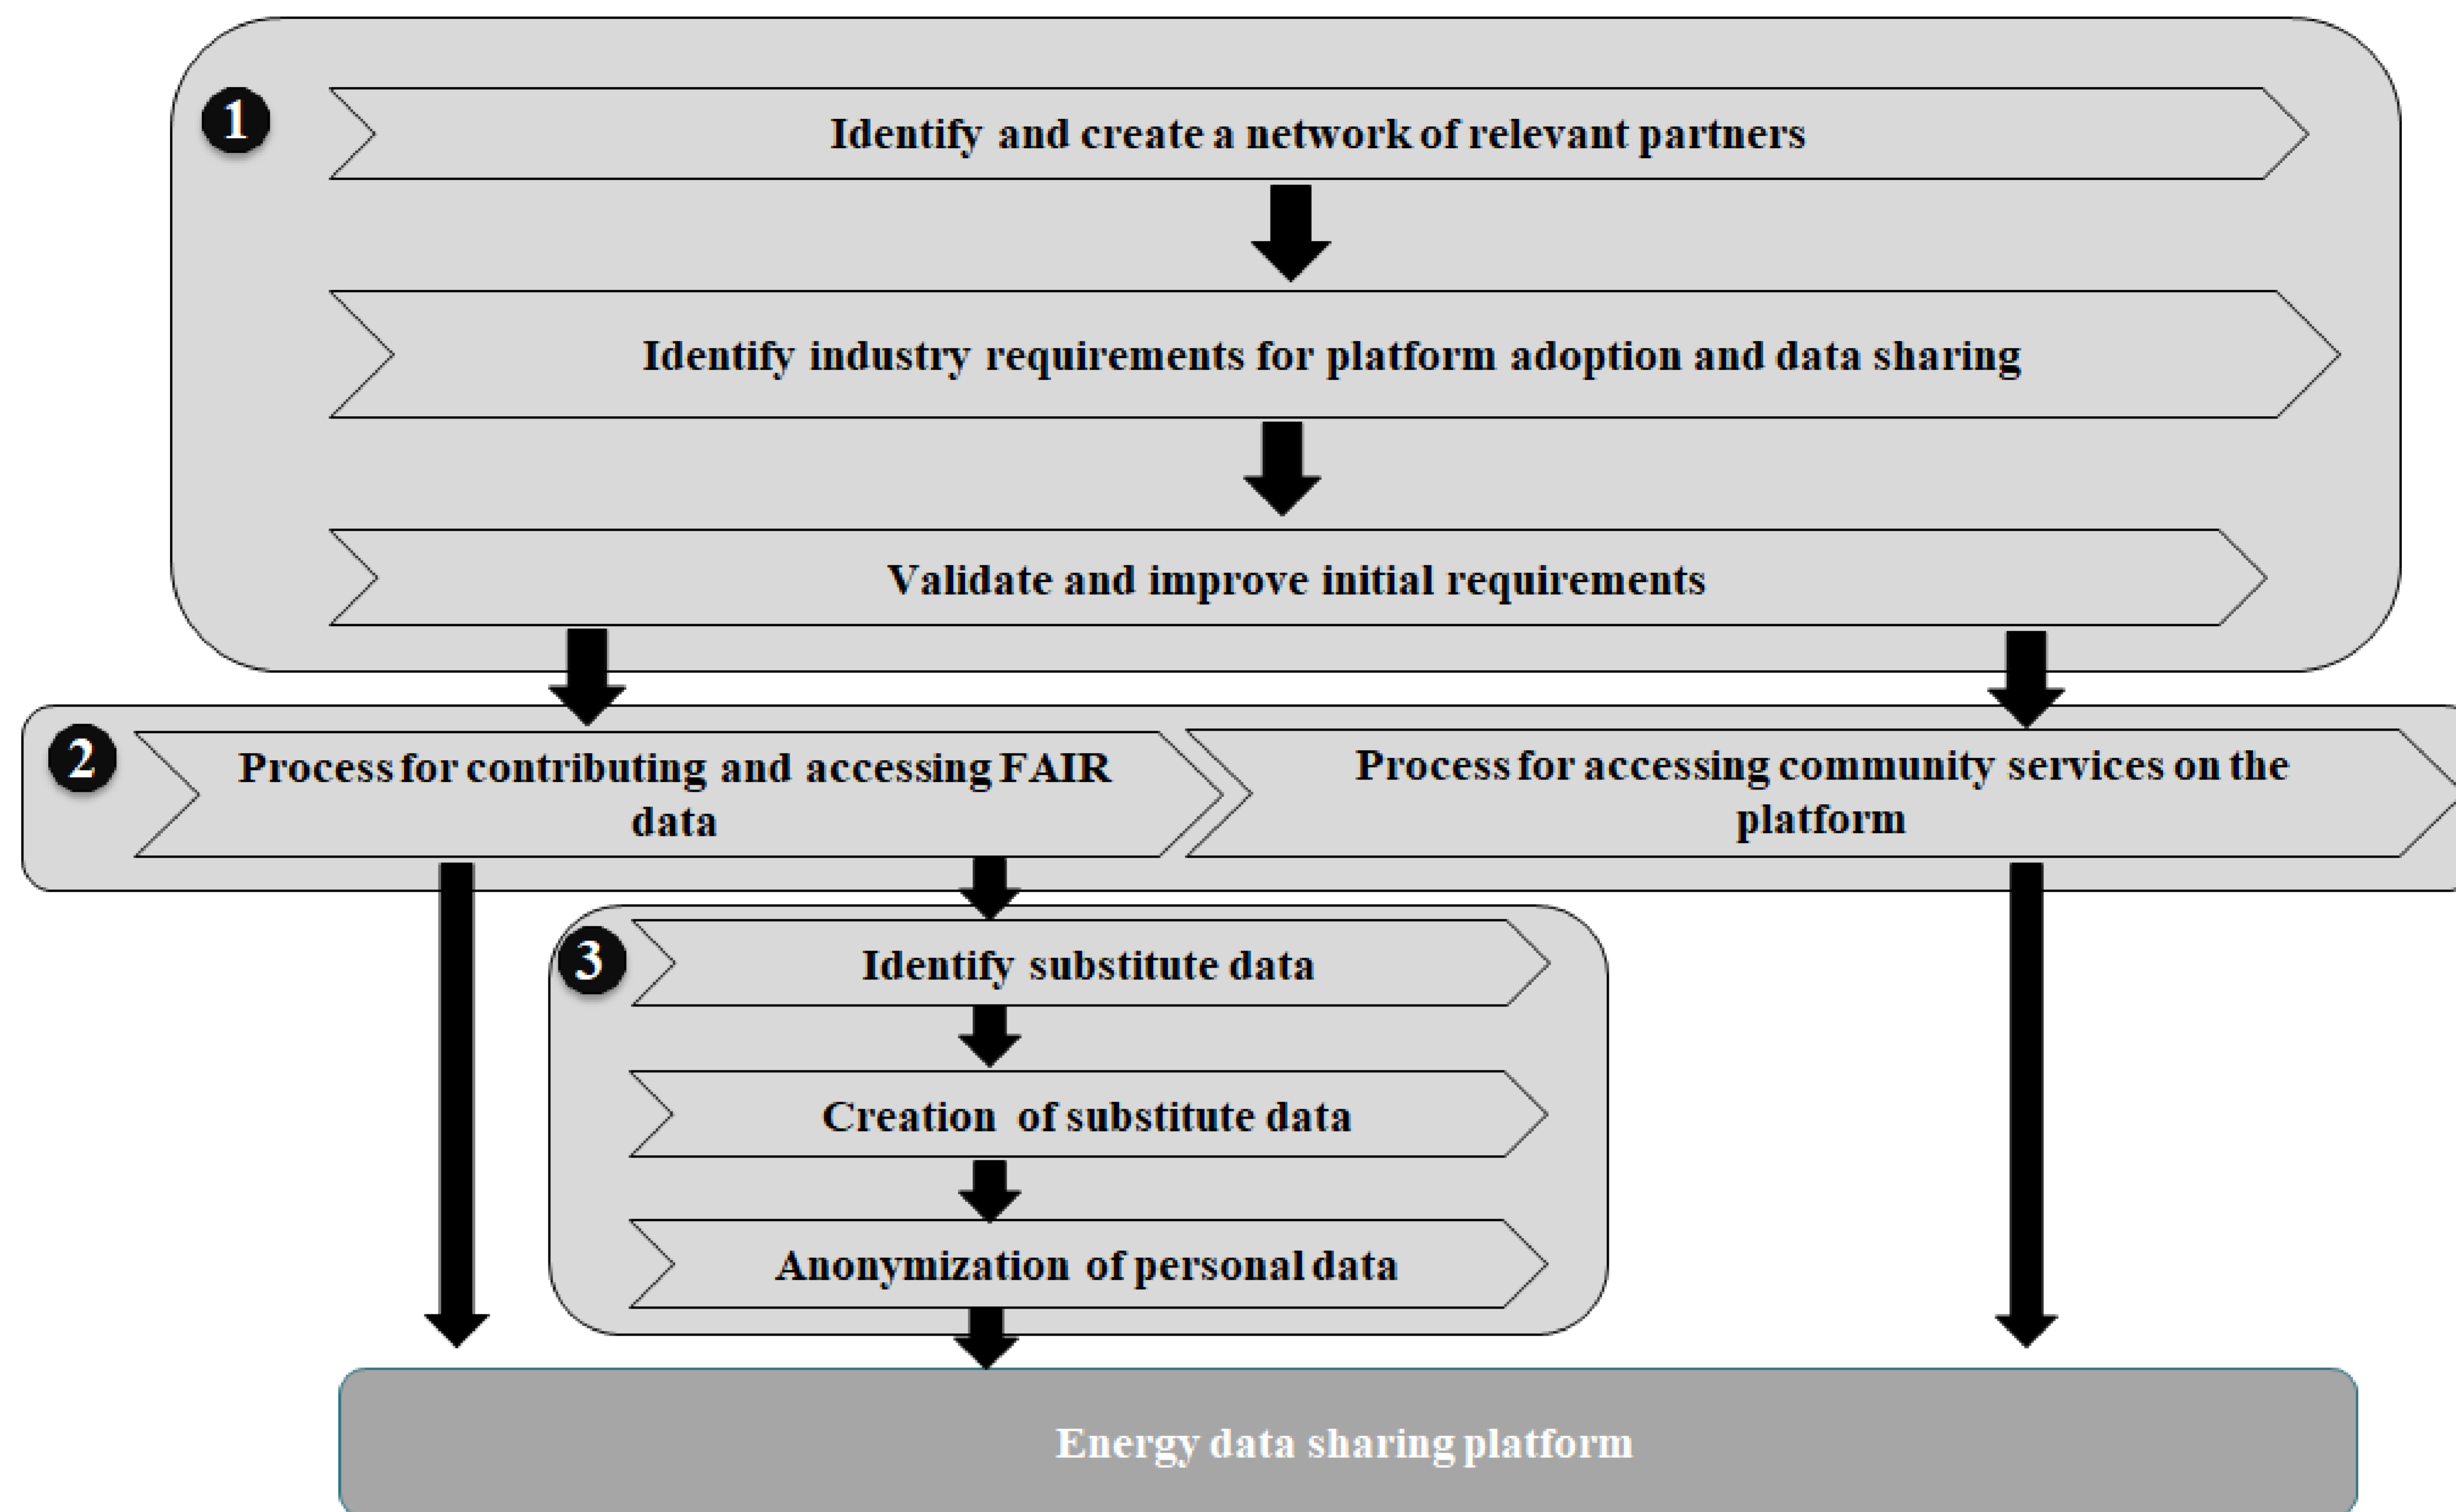 1
Identify and create a network of relevant partners
Identify industry requirements for platform adoption and data sharing
Validate and improve initial requirements
2
Process for contributing and accessing FAIR
data
Process for accessing community services on the
platform
3
Identify substitute data
Creation of substitute data
Anonymization of personal data
Energy data sharing platform